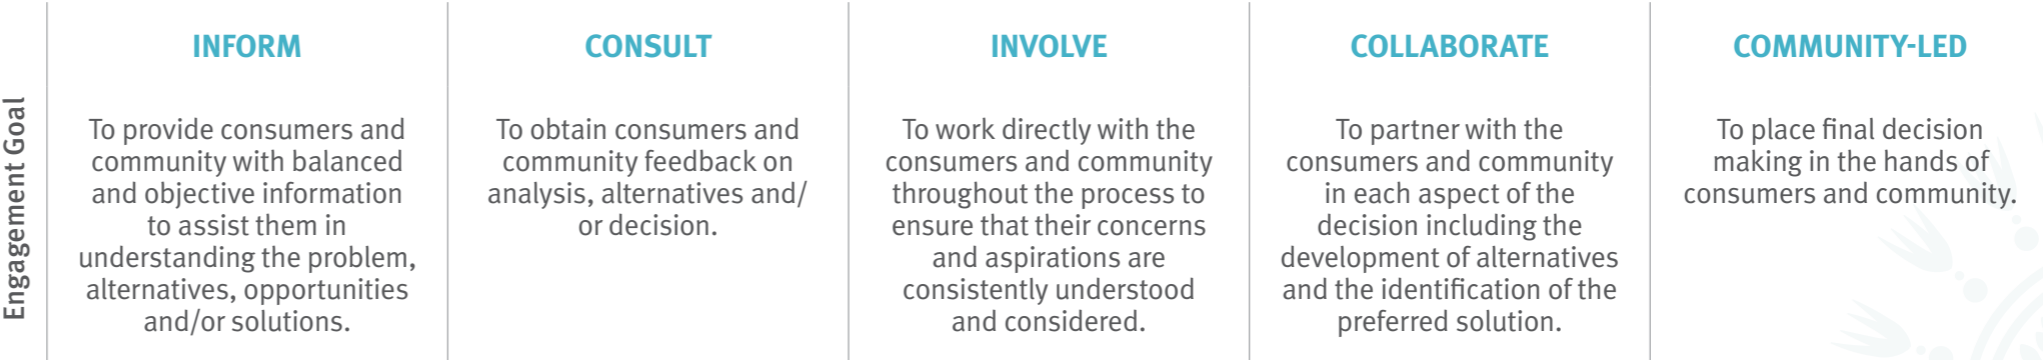 Engagement Goal
INFORM
To provide consumers and
community with balanced
and objective information
to assist them in
understanding the problem,
alternatives, opportunities
and/or solutions.
CONSULT
To obtain consumers and
community feedback on
analysis, alternatives and/
or decision.
INVOLVE
To work directly with the
consumers and community
throughout the process to
ensure that their concerns
and aspirations are
consistently understood
and considered.
COLLABORATE
To partner with the
consumers and community
in each aspect of the
decision including the
development of alternatives
and the identification of the
preferred solution.
COMMUNITY-LED
To place final decision
making in the hands of
consumers and community.